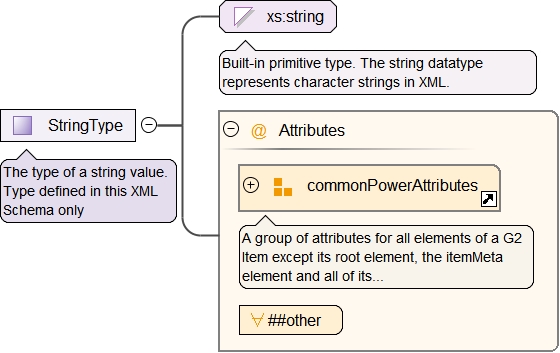 xs:string
Built-in primitive type. The string datatype
represents character strings in XML.
StringType
The type of a string value.
Type defined in this XML
Schema only
@ Attributes
commonPowerAttributes
A group of attributes for all elements of a G2
Item except its root element, the itemMeta
element and all of its...
##other